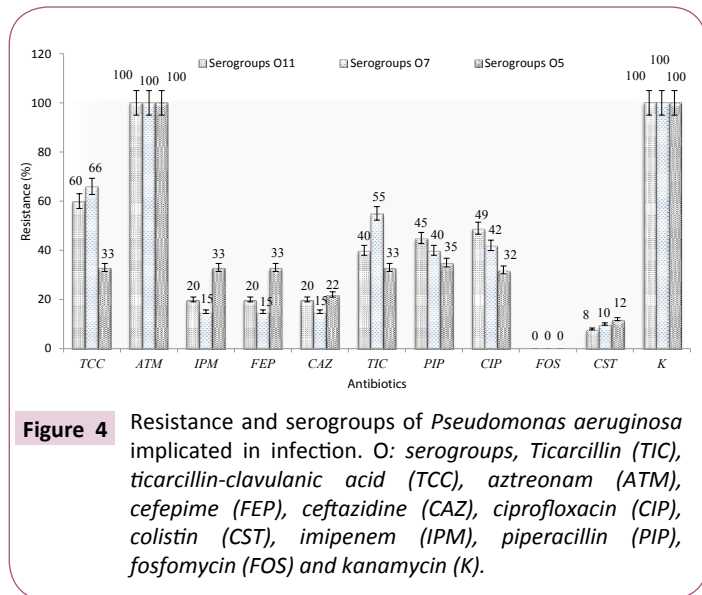 120
Serogroups O11 Serogroups O7 Serogroups O5
100 100 100 100
100 100 100
100
80
Resistance (%)
60
40
20
0
60 66 33
20 15 33
20 15 33
20 15 22
40 55 33
45 40 35
49 42 32
0 0 0
8 10 12
TCC ATM IPM FEP CAZ TIC PIP CIP FOS CST K
Antibiotics
Figure 4 Resistance and serogroups of Pseudomonas aeruginosa
implicated in infection. O: serogroups, Ticarcillin (TIC),
ticarcillin-clavulanic acid (TCC), aztreonam (ATM),
cefepime (FEP), ceftazidine (CAZ), ciprofloxacin (CIP),
colistin (CST), imipenem (IPM), piperacillin (PIP),
fosfomycin (FOS) and kanamycin (K).